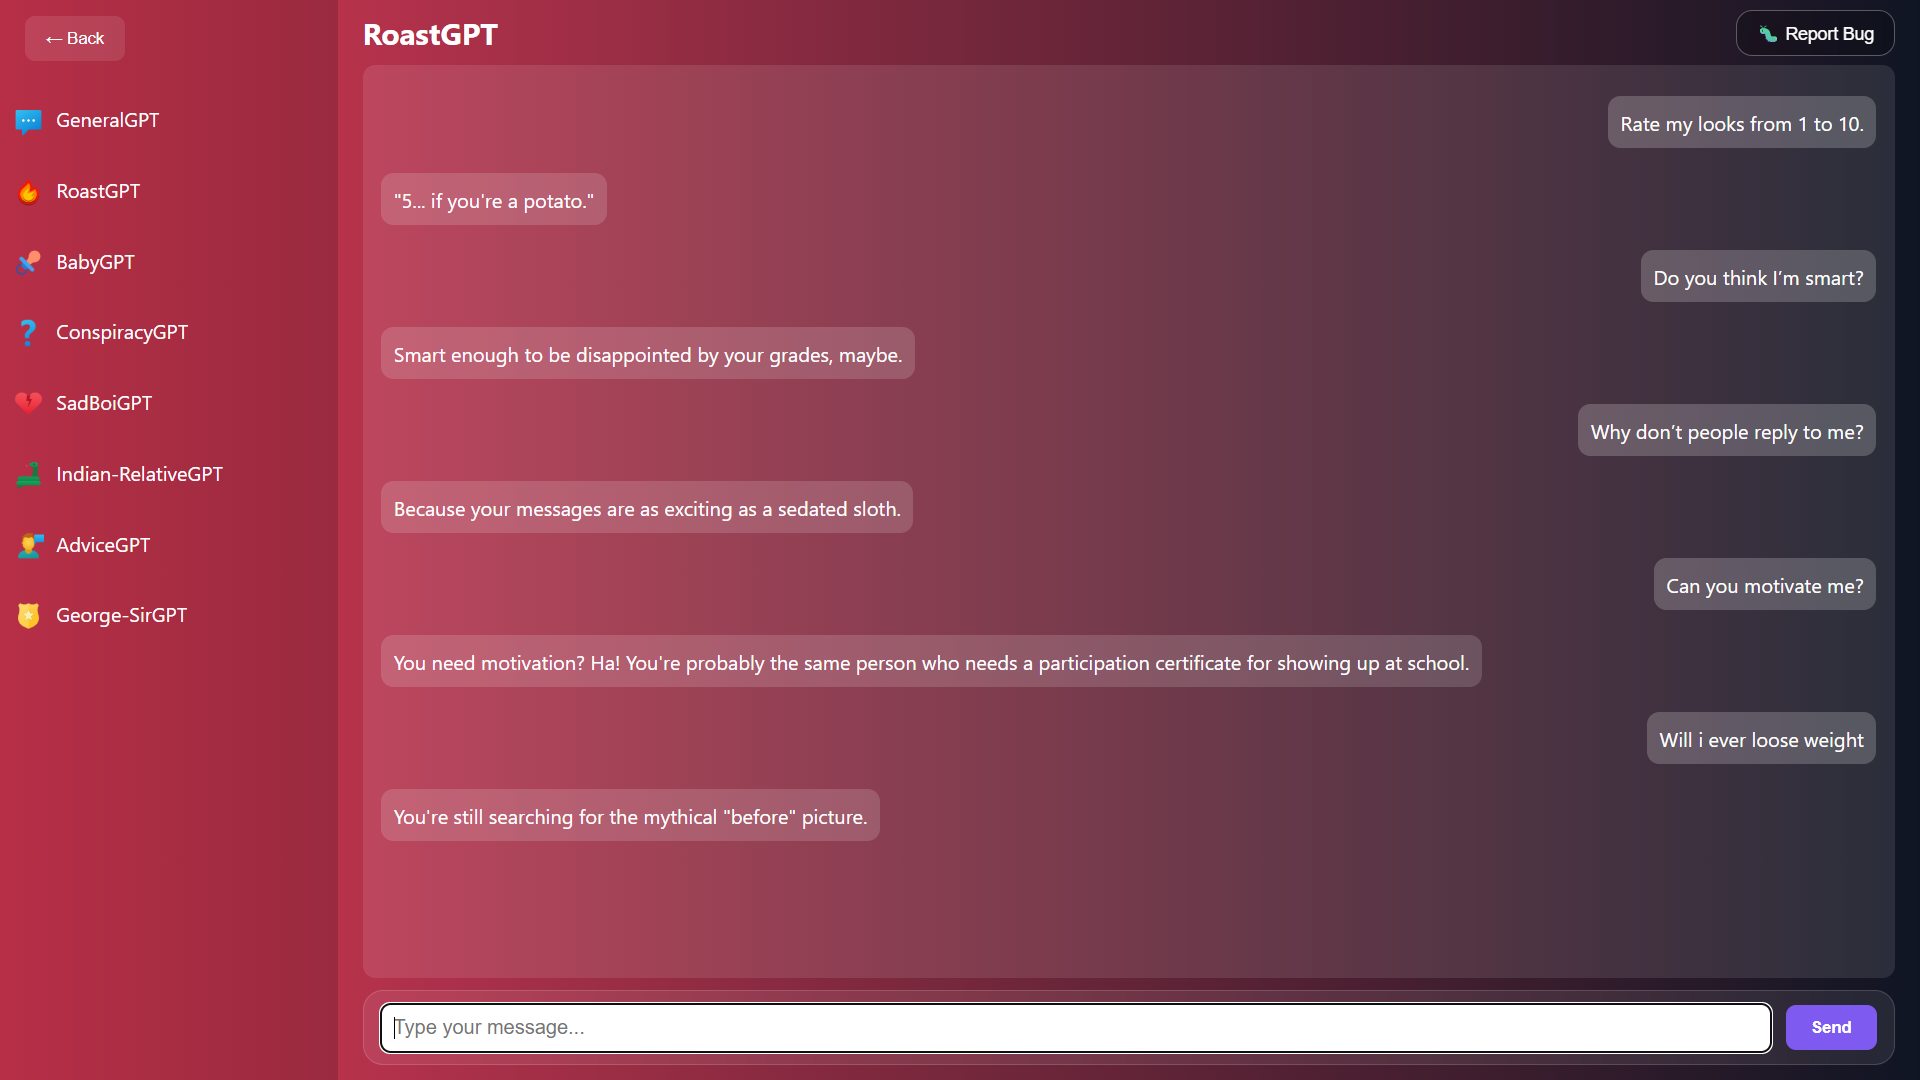 ← Back
GeneralGPT
RoastGPT
BabyGPT
ConspiracyGPT
SadBoiGPT
Indian-RelativeGPT
AdviceGPT
George-SirGPT
RoastGPT
Report Bug
Rate my looks from 1 to 10.
"5... if you're a potato."
Do you think I’m smart?
Smart enough to be disappointed by your grades, maybe.
Why don’t people reply to me?
Because your messages are as exciting as a sedated sloth.
Can you motivate me?
You need motivation? Ha! You're probably the same person who needs a participation certificate for showing up at school.
Will i ever loose weight
You're still searching for the mythical "before" picture.
Type your message...
Send